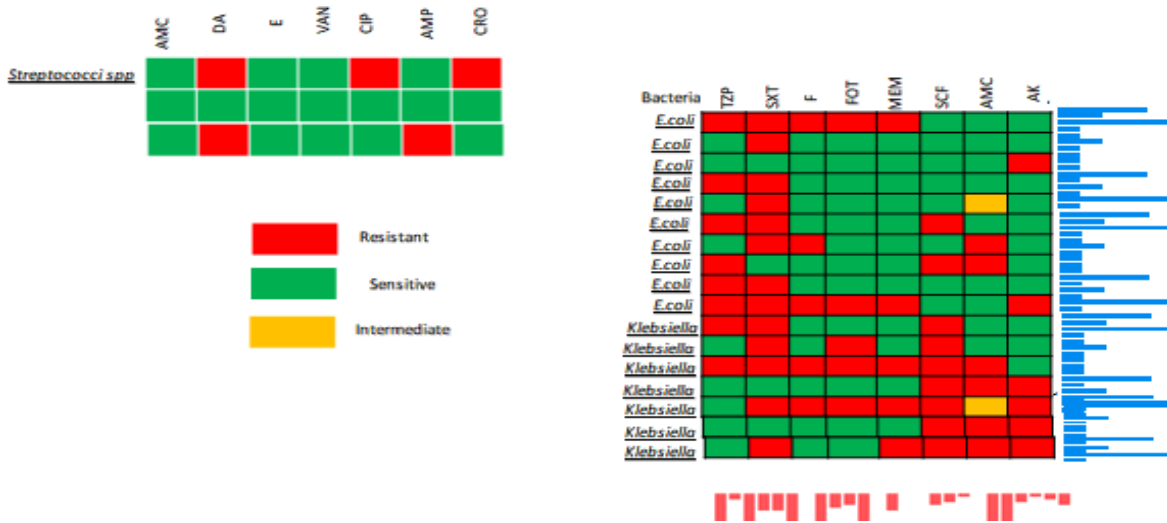 AMC DA E VAN CIP AMP CRO
Streptococci spp
Resistant
Sensitive
Intermediate
Bacteria TZP SXT F FOT MEM SCF AMC AK
E.coli
E.coli
E.coli
E.coli
E.coli
E.coli
E.coli
E.coli
E.coli
E.coli
Klebsiella
Klebsiella
Klebsiella
Klebsiella
Klebsiella
Klebsiella
Klebsiella